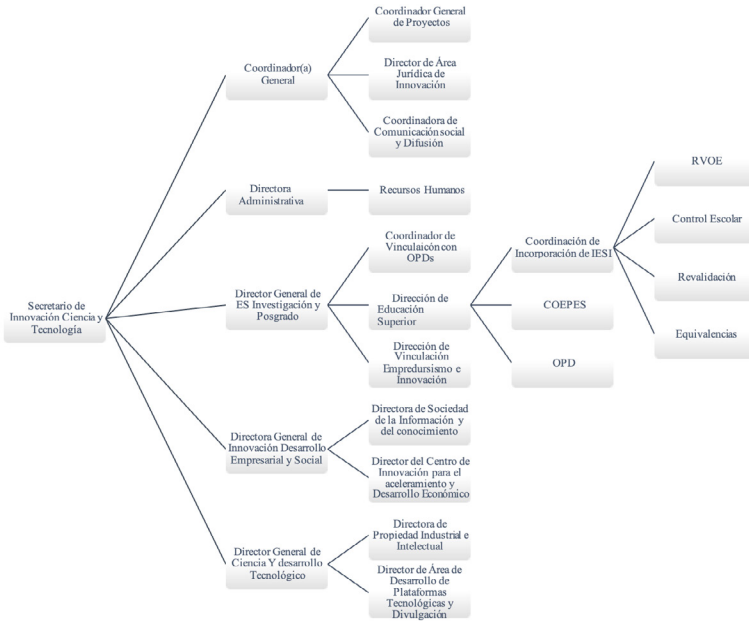 Secretario de
Innovación Ciencia y
Tecnología
Coordinador(a)
General
Coordinador General
de Proyectos
Director de Área
Jurídica de
Innovación
Coordinadora de
Comunicación social
y Difusión
Directora
Administrativa
Recursos Humanos
Director General de
ES Investigación y
Posgrado
Coordinador de
Vinculaicón con
OPDs
Dirección de
Educación
Superior
Coordinación de
Incorporación de IESI
RVOE
Control Escolar
Revalidación
Equivalencias
COEPES
OPD
Dirección de
Vinculación
Empredursismo e
Innovación
Directora General de
Innovación Desarrollo
Empresarial y Social
Directora de Sociedad
de la Información y
del conocimiento
Director del Centro de
Innovación para el
aceleramiento y
Desarrollo Económico
Director General de
Ciencia Y desarrollo
Tecnológico
Directora de
Propiedad Industrial e
Intelectual
Director de Área de
Desarrollo de
Plataformas
Tecnológicas y
Divulgación